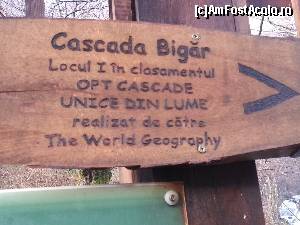 (c)AmFostAcolo.ro
Cascada Bigăr
Locul I în clasamentul
OPT CASCADE
UNICE DIN LUME
realizat de către
The World Geography